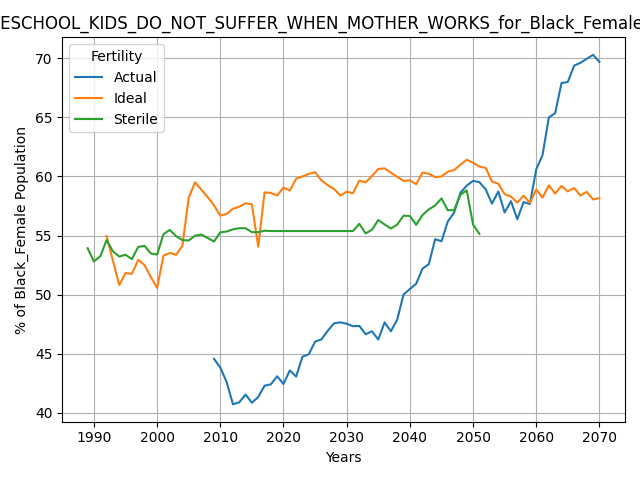 ESCHOOL_KIDS_DO_NOT_SUFFER_WHEN_MOTHER_WORKS_for_Black_Female
Fertility
Actual
Ideal
Sterile
% of Black_Female Population
70
65
60
55
50
45
40
1990 2000 2010 2020 2030 2040 2050 2060 2070
Years